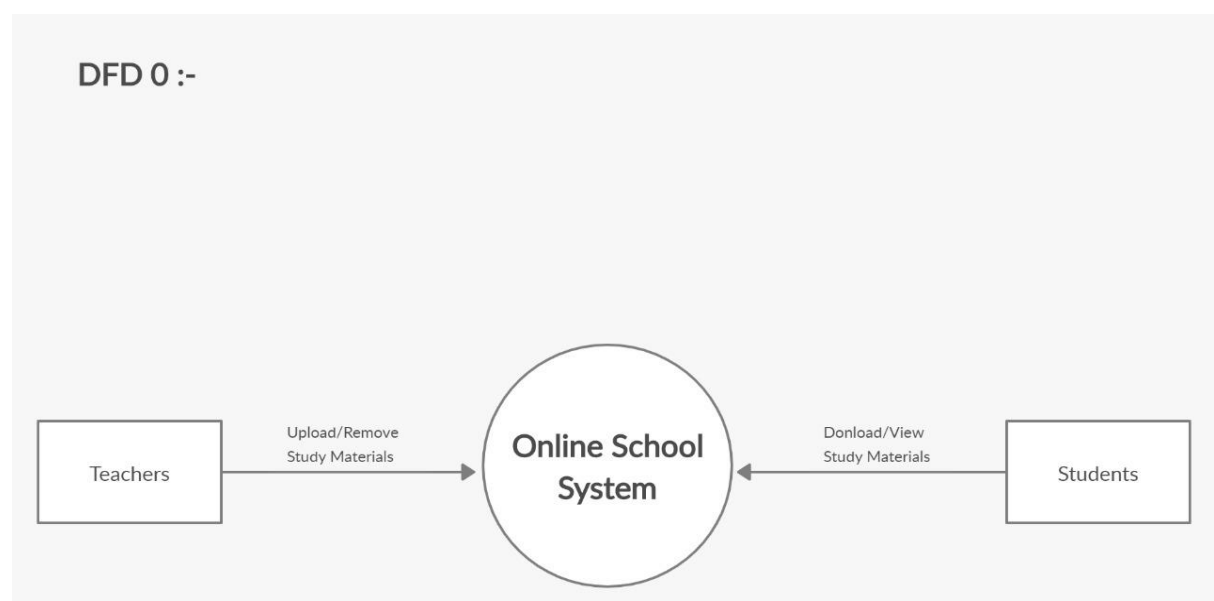 DFD 0 :-
Upload/Remove
Study Materials
Teachers
Online School
System
Donload/View
Study Materials
Students